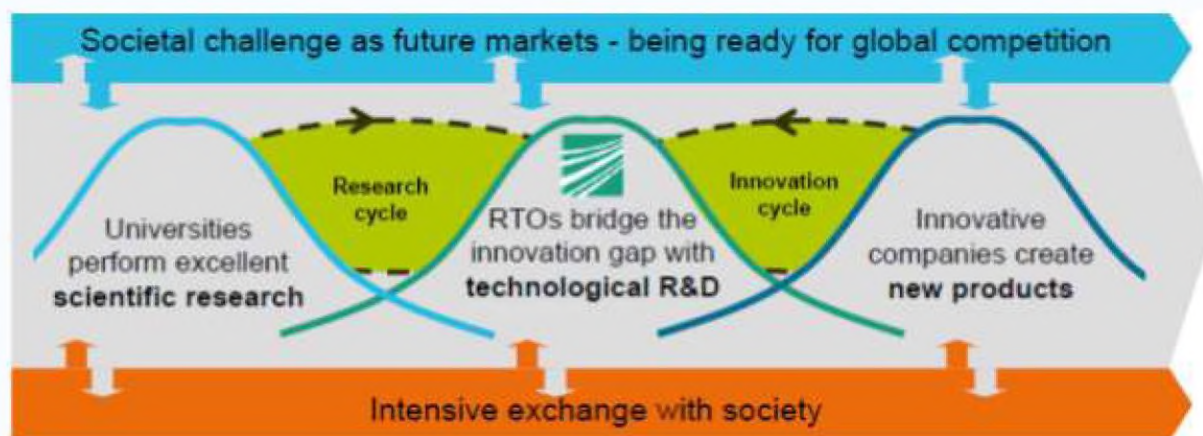 Societal challenge as future markets - being ready for global competition
Research
cycle
Innovation
cycle
Universities
perform excellent
scientific research
RTOs bridge the
innovation gap with
technological R&D
Innovative
companies create
new products
Intensive exchange with society